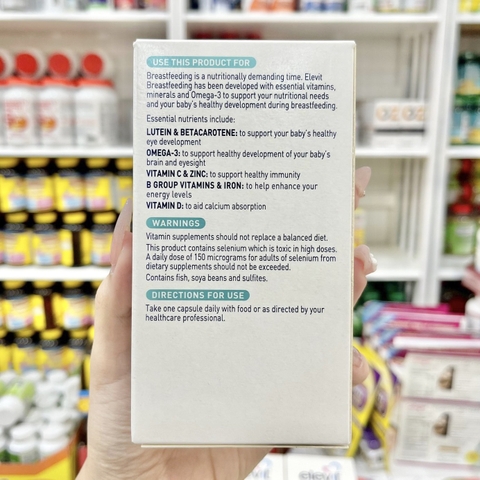 USE THIS PRODUCT FOR
Breastfeeding is a nutritionally demanding time. Elevit
Breastfeeding has been developed with essential vitamins,
minerals and Omega-3 to support your nutritional needs
and your baby's healthy development during breastfeeding.
Essential nutrients include:
LUTEIN & BETACAROTENE: to support your baby's healthy
eye development
OMEGA-3: to support healthy development of your baby's
brain and eyesight
VITAMIN C & ZINC: to support healthy immunity
B GROUP VITAMINS & IRON: to help enhance your
energy levels
VITAMIN D: to aid calcium absorption
WARNINGS
Vitamin supplements should not replace a balanced diet.
This product contains selenium which is toxic in high doses.
A daily dose of 150 micrograms for adults of selenium from
dietary supplements should not be exceeded.
Contains fish, soya beans and sulfites.
DIRECTIONS FOR USE
Take one capsule daily with food or as directed by your
healthcare professional.